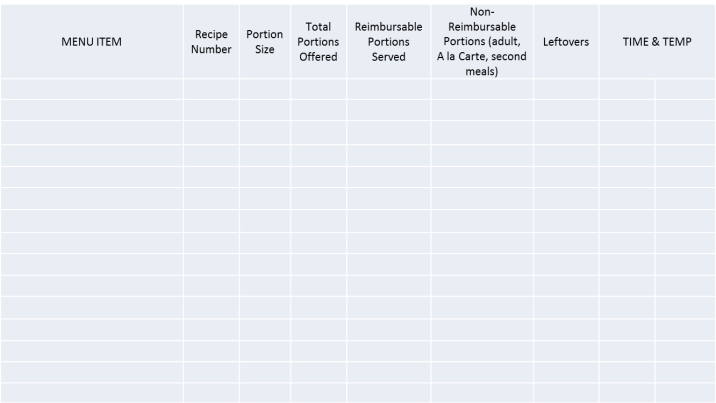 MENU ITEM
Recipe
Number
Portion
Size
Total
Portions
Offered
Reimbursable
Portions
Served
Non-
Reimbursable
Portions (adult,
A la Carte, second
meals)
Leftovers
TIME & TEMP